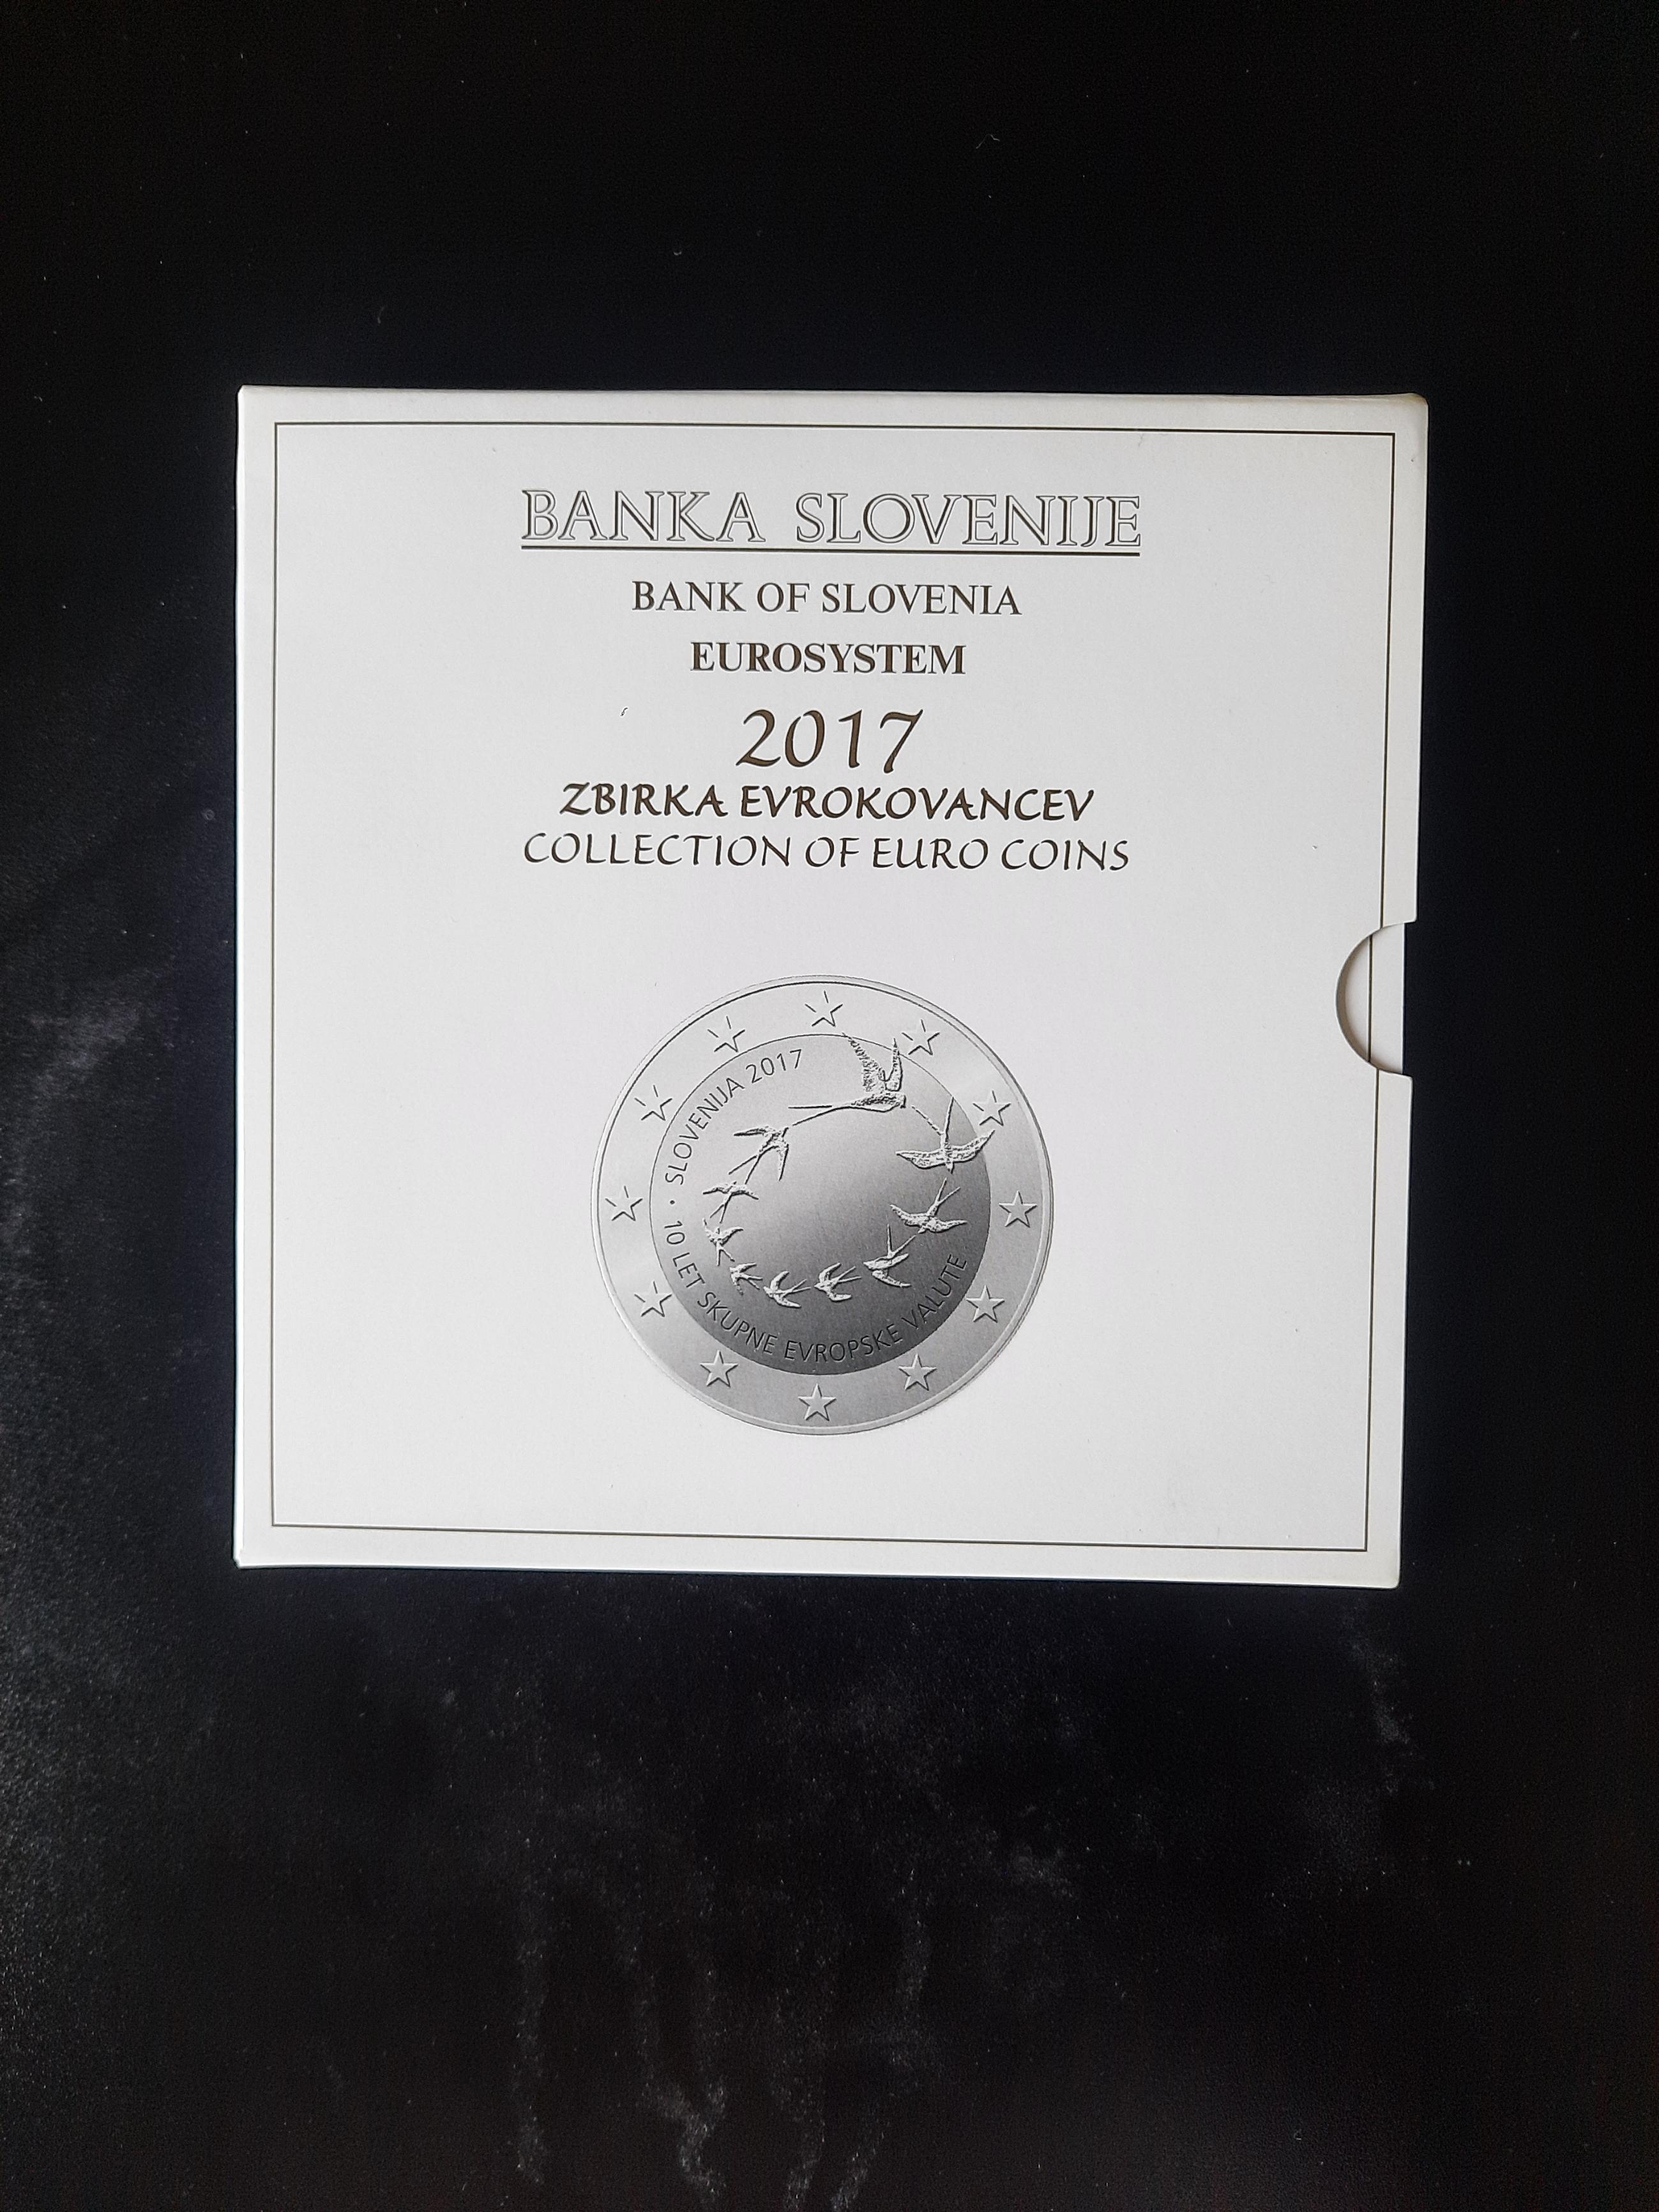 BANKA SLOVENIJE
BANK OF SLOVENIA
EUROSYSTEM
2017
ZBIRKA EVROKOVANCEV
COLLECTION OF EURO COINS
· SLOVENIJA 2017
10 LET SKUPNE EVROPSKE VALUTE